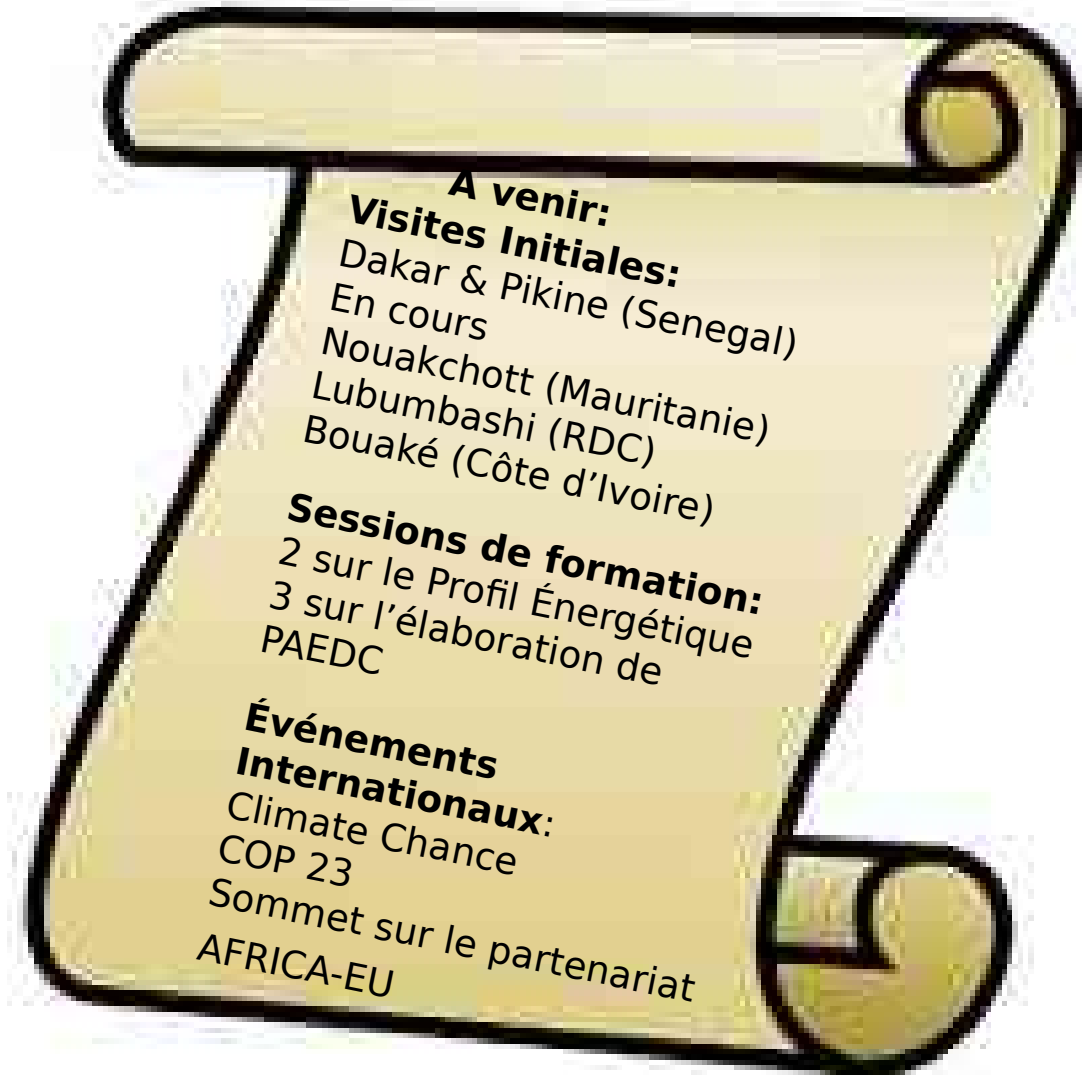 A venir:
Visites Initiales:
Dakar & Pikine (Senegal)
En cours
Nouakchott (Mauritanie)
Lubumbashi (RDC)
Bouaké (Côte d’Ivoire)
Sessions de formation:
2 sur le Profil Énergétique
3 sur l’élaboration de
PAEDC
Événements
Internationaux:
Climate Chance
COP 23
Sommet sur le partenariat
AFRICA-EU